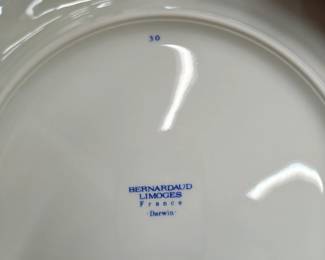 30
BERNARDAUD
LIMOGES
France
·Darwin·